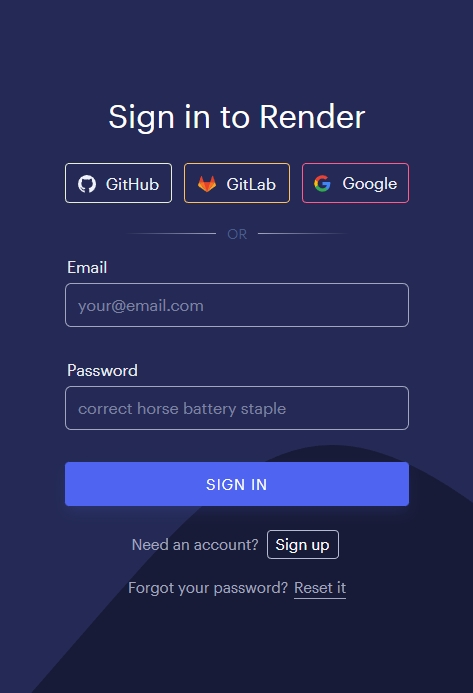 Sign in to Render
GitHub GitLab Google
OR
Email
your@email.com
Password
correct horse battery staple
SIGN IN
Need an account? Sign up
Forgot your password? Reset it